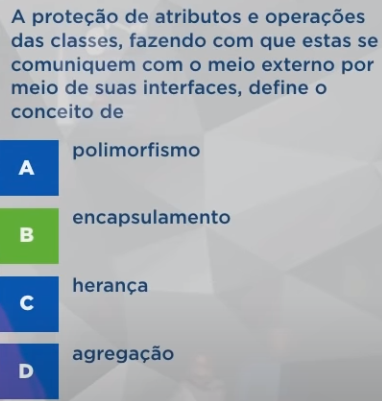 A proteção de atributos e operações
das classes, fazendo com que estas se
comuniquem com o meio externo por
meio de suas interfaces, define o
conceito de
A polimorfismo
B encapsulamento
C herança
D agregação